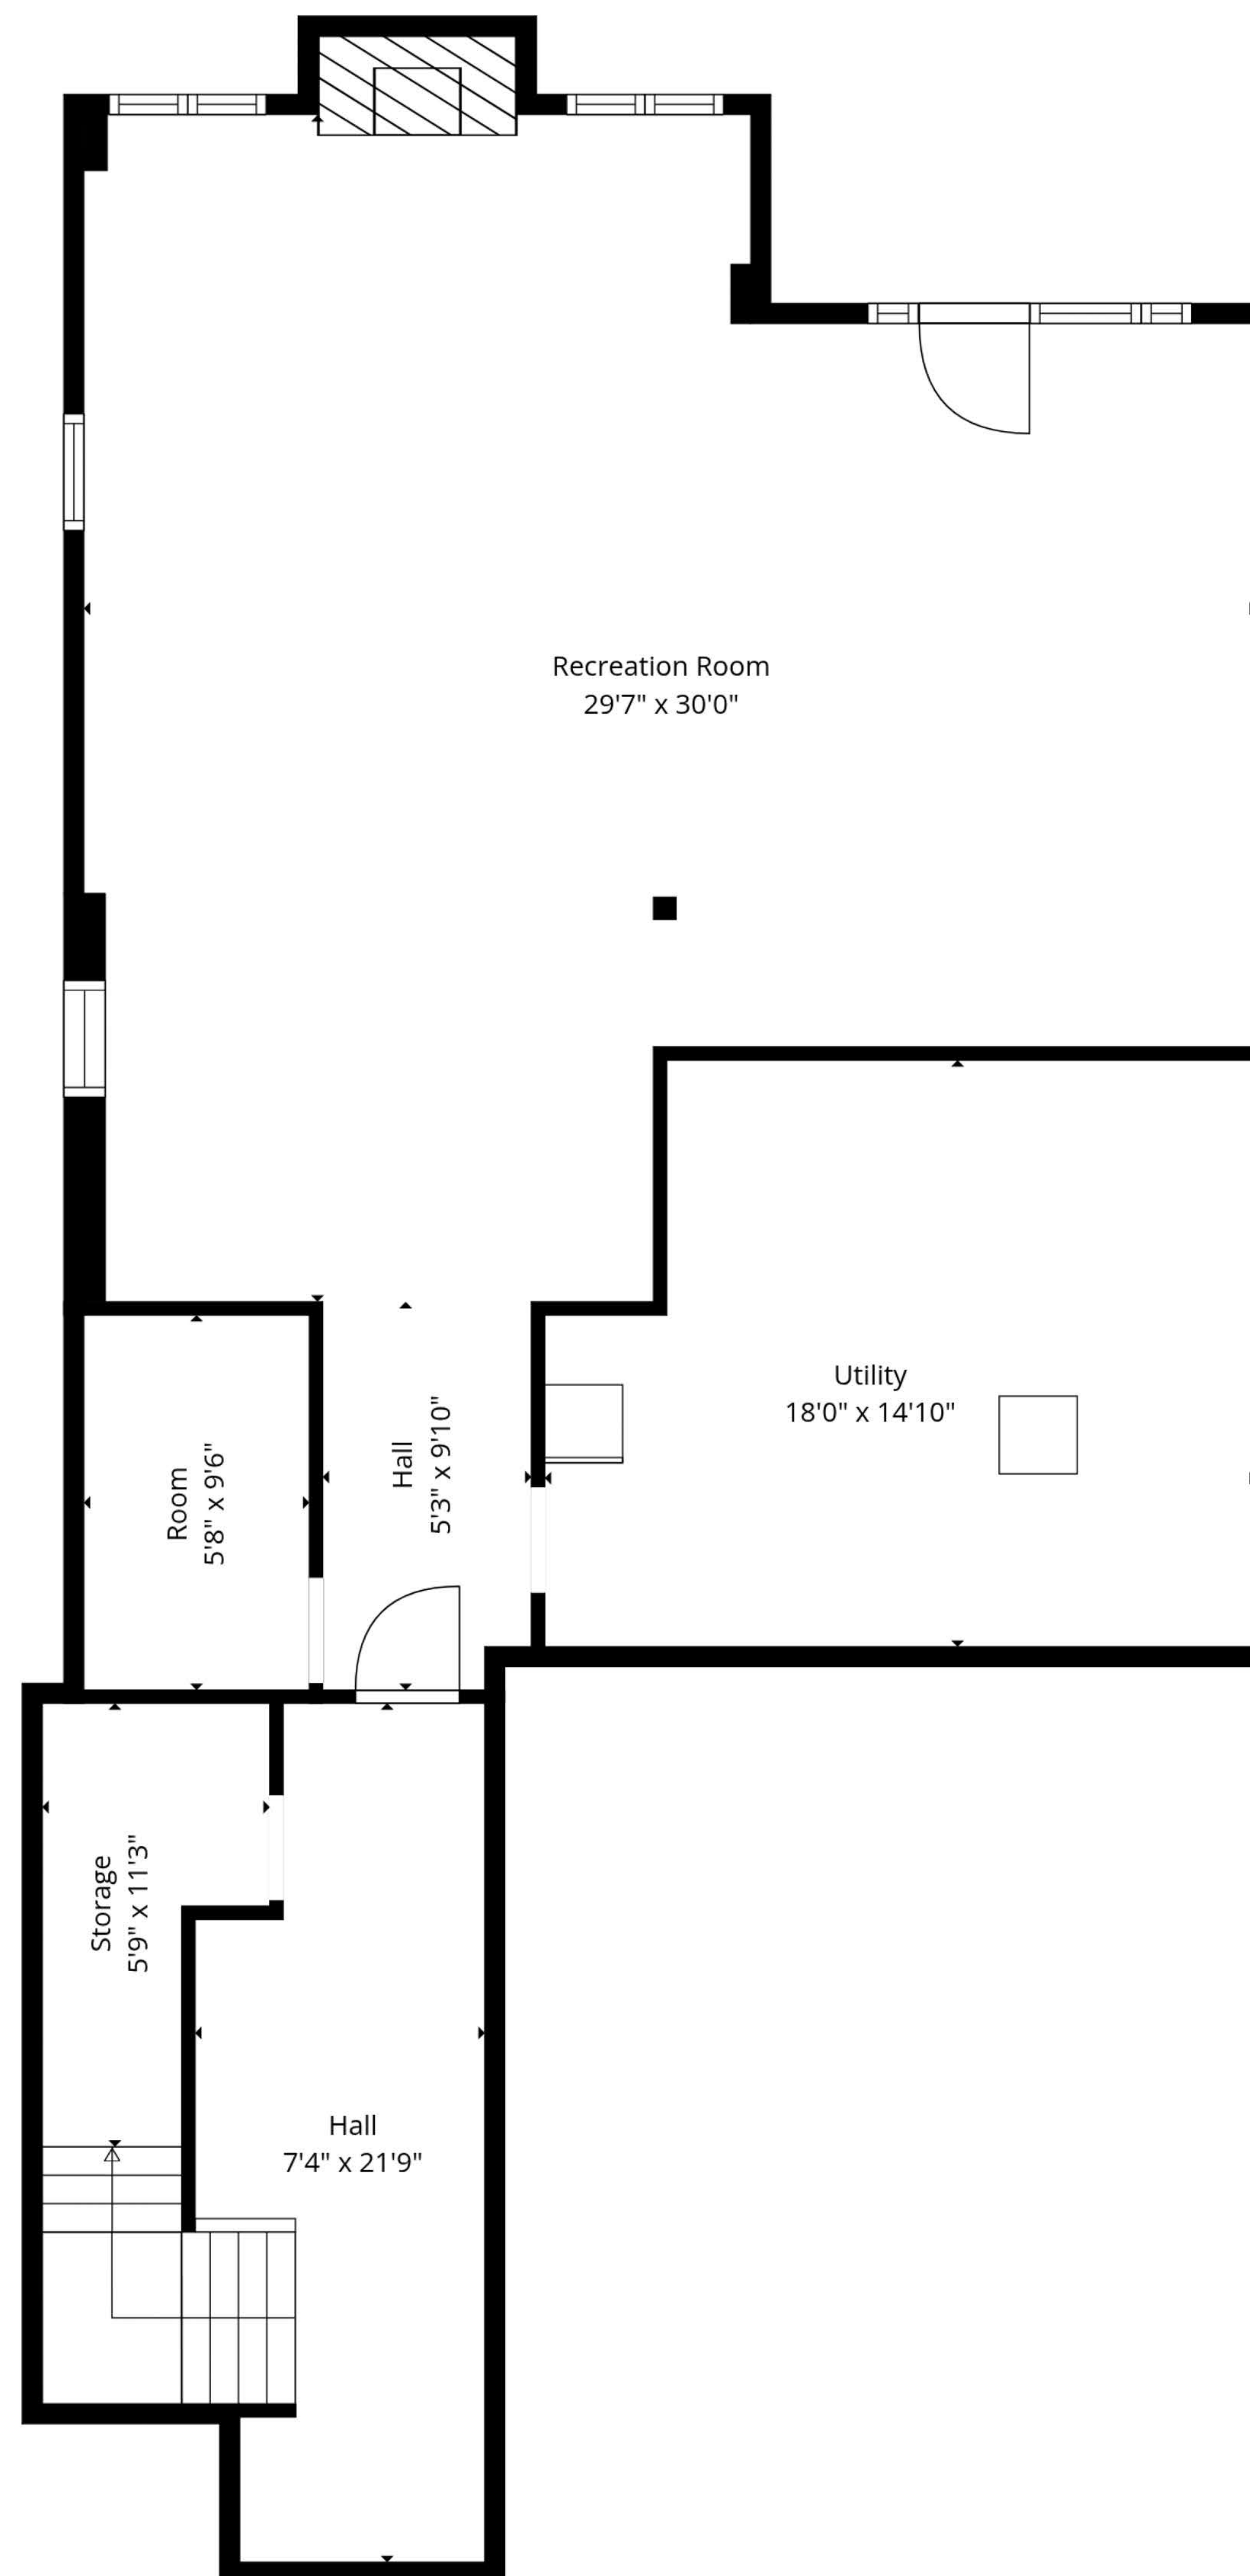 Recreation Room
29'7" x 30'0"
Utility
18'0" x 14'10"
Hall
5'3" x 9'10"
Room
5'8" x 9'6"
Storage
5'9" x 11'3"
Hall
7'4" x 21'9"